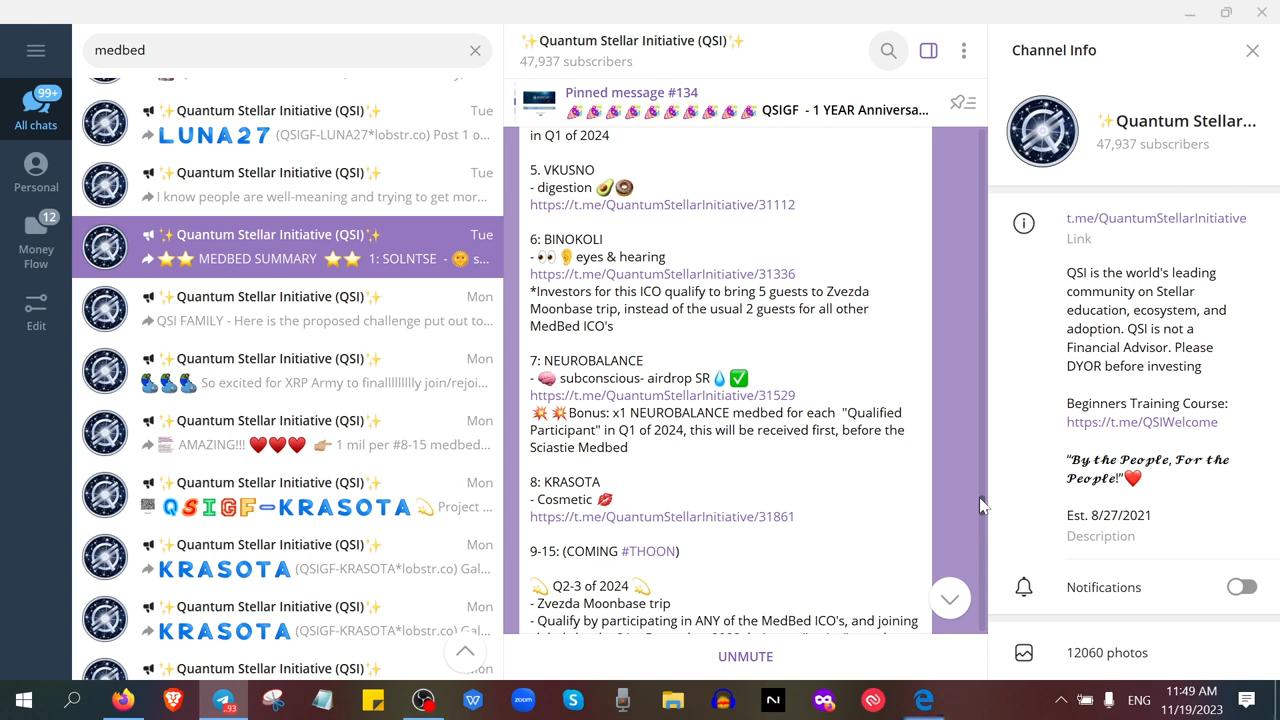 medbed
✨Quantum Stellar Initiative (QSI)✨
47,937 subscribers
Channel Info
99+
All chats
Personal
12
Money
Flow
Edit
✨Quantum Stellar Initiative (QSI)✨ Tue
LUNA27 (QSIGF-LUNA27*lobstr.co) Post 1 o...
✨Quantum Stellar Initiative (QSI)✨ Tue
I know people are well-meaning and trying to get mor...
✨Quantum Stellar Initiative (QSI)✨ Tue
⭐⭐ MEDBED SUMMARY ⭐⭐ 1: SOLNTSE - 🌞 s...
✨Quantum Stellar Initiative (QSI)✨ Mon
QSI FAMILY - Here is the proposed challenge put out to...
✨Quantum Stellar Initiative (QSI)✨ Mon
So excited for XRP Army to finallllllllly join/rejoi...
✨Quantum Stellar Initiative (QSI)✨ Mon
AMAZING!!! ❤️❤️❤️ 👉🏼 1 mil per #8-15 medbed...
✨Quantum Stellar Initiative (QSI)✨ Mon
QSIGF-KRASOTA💫 Project ...
✨Quantum Stellar Initiative (QSI)✨ Mon
KRASOTA (QSIGF-KRASOTA*lobstr.co) Gal...
✨Quantum Stellar Initiative (QSI)✨ Mon
KRASOTA (QSIGF-KRASOTA*lobstr.co) Gal...
✨Quantum Stellar Initiative (QSI)✨ Mon
Pinned message #134
🎉🎉🎉🎉🎉🎉🎉🎉🎉🎉 QSIGF - 1 YEAR Anniversa...
in Q1 of 2024
5. VKUSNO
- digestion 🥑🍩
https://t.me/QuantumStellarInitiative/31112
6: BINOKOLI
- 👀👂eyes & hearing
https://t.me/QuantumStellarInitiative/31336
*Investors for this ICO qualify to bring 5 guests to Zvezda
Moonbase trip, instead of the usual 2 guests for all other
MedBed ICO's
7: NEUROBALANCE
- 🧠 subconscious- airdrop SR💧✅
https://t.me/QuantumStellarInitiative/31529
💥💥Bonus: x1 NEUROBALANCE medbed for each "Qualified
Participant" in Q1 of 2024, this will be received first, before the
Sciastie Medbed
8: KRASOTA
- Cosmetic 💋
https://t.me/QuantumStellarInitiative/31861
9-15: (COMING #THOON)
💫 Q2-3 of 2024 💫
- Zvezda Moonbase trip
- Qualify by participating in ANY of the MedBed ICO's, and joining
UNMUTE
✨Quantum Stellar...
47,937 subscribers
t.me/QuantumStellarInitiative
Link
QSI is the world's leading
community on Stellar
education, ecosystem, and
adoption. QSI is not a
Financial Advisor. Please
DYOR before investing
Beginners Training Course:
https://t.me/QSIWelcome
"𝓑𝔂 𝓽𝓱𝓮 𝓟𝓮𝓸𝓹𝓵𝓮, 𝓕𝓸𝓻 𝓽𝓱𝓮
𝓟𝓮𝓸𝓹𝓵𝓮!"❤️
Est. 8/27/2021
Description
Notifications
12060 photos
.93
zoom
ENG
11:49 AM
11/19/2023